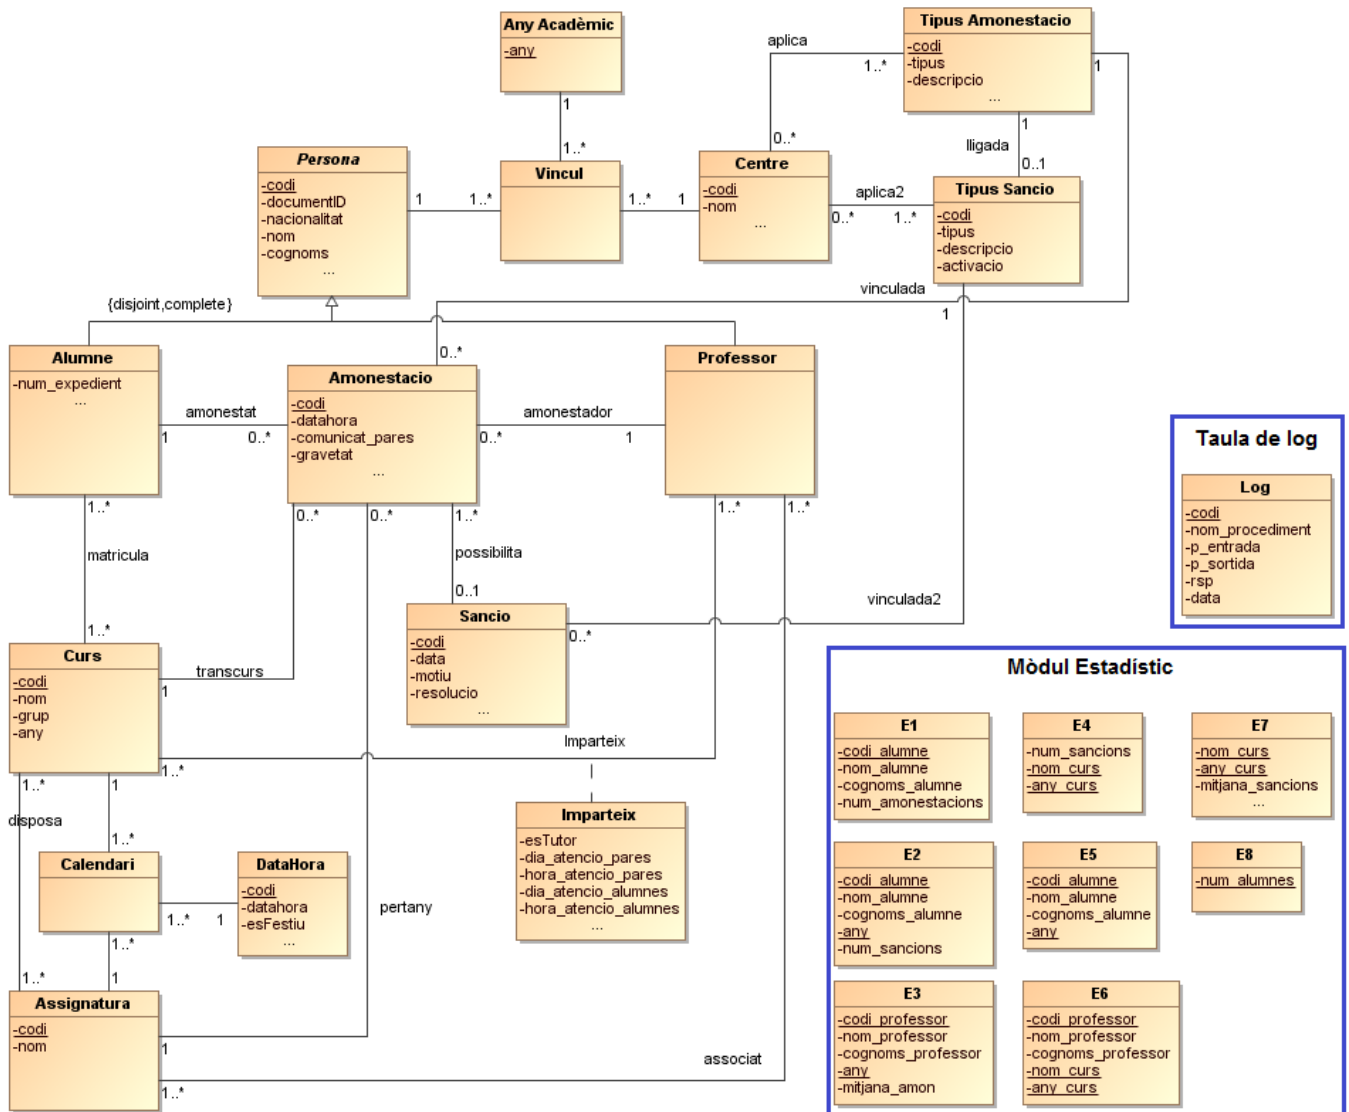 Any Acadèmic
-any
1
1..*
Tipus Amonestacio
-codi
-tipus
-descripcio
...
aplica
1..*
1
0..*
1
lligada
0..1
Persona
-codi
-documentID
-nacionalitat
-nom
-cognoms
...
1
1..*
Vincul
1..*
1
Centre
-codi
-nom
...
aplica2
0..*
1..*
Tipus Sancio
-codi
-tipus
-descripcio
-activacio
vinculada
1
{disjoint,complete}
0..*
Alumne
-num_expedient
...
amonestat
1
0..*
Amonestacio
-codi
-datahora
-comunicat_pares
-gravetat
...
amonestador
0..*
1
Professor
Taula de log
Log
-codi
-nom_procediment
-p_entrada
-p_sortida
-rsp
-data
1..*
0..*
0..*
1..*
1..*
1..*
matricula
possibilita
0..1
1..*
Sancio
-codi
-data
-motiu
-resolucio
...
vinculada2
0..*
Curs
-codi
-nom
-grup
-any
transcurs
1
Imparteix
1..*
1..*
1
disposa
1..*
Imparteix
-esTutor
-dia_atencio_pares
-hora_atencio_pares
-dia_atencio_alumnes
-hora_atencio_alumnes
...
Calendari
DataHora
-codi
-datahora
-esFestiu
...
1..*
1
pertany
1..*
1..*
1
Assignatura
-codi
-nom
1
associat
1..*
Mòdul Estadístic
E1
-codi_alumne
-nom_alumne
-cognoms_alumne
-num_amonestacions
E4
-num_sancions
-nom_curs
-any_curs
E7
-nom_curs
-any_curs
-mitjana_sancions
...
E2
-codi_alumne
-nom_alumne
-cognoms_alumne
-any
-num_sancions
E5
-codi_alumne
-nom_alumne
-cognoms_alumne
-any
E8
-num_alumnes
E3
-codi_professor
-nom_professor
-cognoms_professor
-any
-mitjana_amon
E6
-codi_professor
-nom_professor
-cognoms_professor
-nom_curs
-any_curs